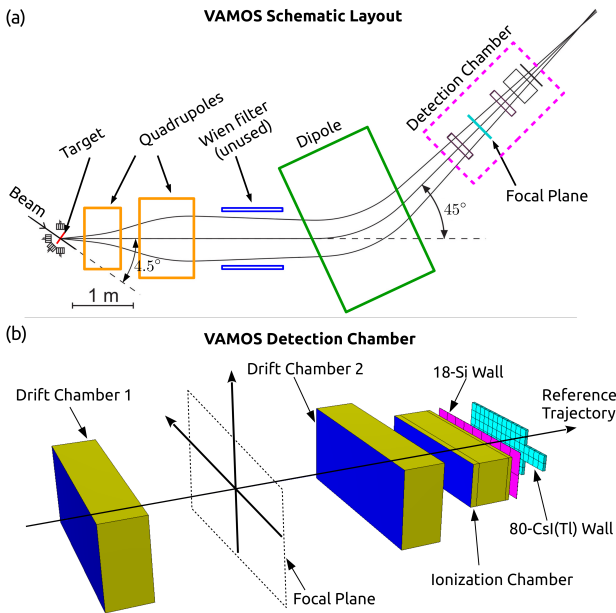 (a)
VAMOS Schematic Layout
Detection Chamber
Quadrupoles
Wien filter
(unused)
Dipole
Target
Beam
Focal Plane
45°
4.5°
1 m
(b)
VAMOS Detection Chamber
Drift Chamber 1
Drift Chamber 2
18-Si Wall
Reference
Trajectory
80-CsI(Tl) Wall
Ionization Chamber
Focal Plane